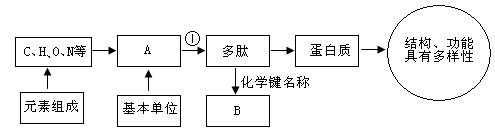 C、H、O、N等
A
①
多肽
蛋白质
结构、功能
具有多样性
元素组成
基本单位
化学键名称
B